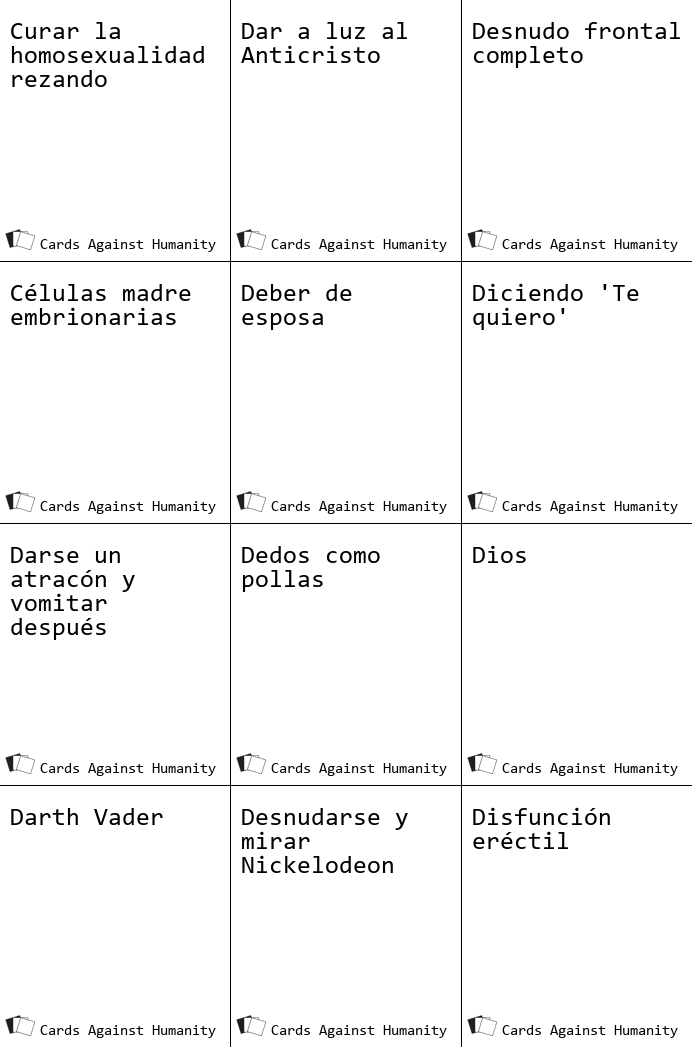 Curar la
homosexualidad
rezando
Cards Against Humanity
Dar a luz al
Anticristo
Cards Against Humanity
Desnudo frontal
completo
Cards Against Humanity
Células madre
embrionarias
Cards Against Humanity
Deber de
esposa
Cards Against Humanity
Diciendo 'Te
quiero'
Cards Against Humanity
Darse un
atracón y
vomitar
después
Cards Against Humanity
Dedos como
pollas
Cards Against Humanity
Dios
Cards Against Humanity
Darth Vader
Cards Against Humanity
Desnudarse y
mirar
Nickelodeon
Cards Against Humanity
Disfunción
eréctil
Cards Against Humanity